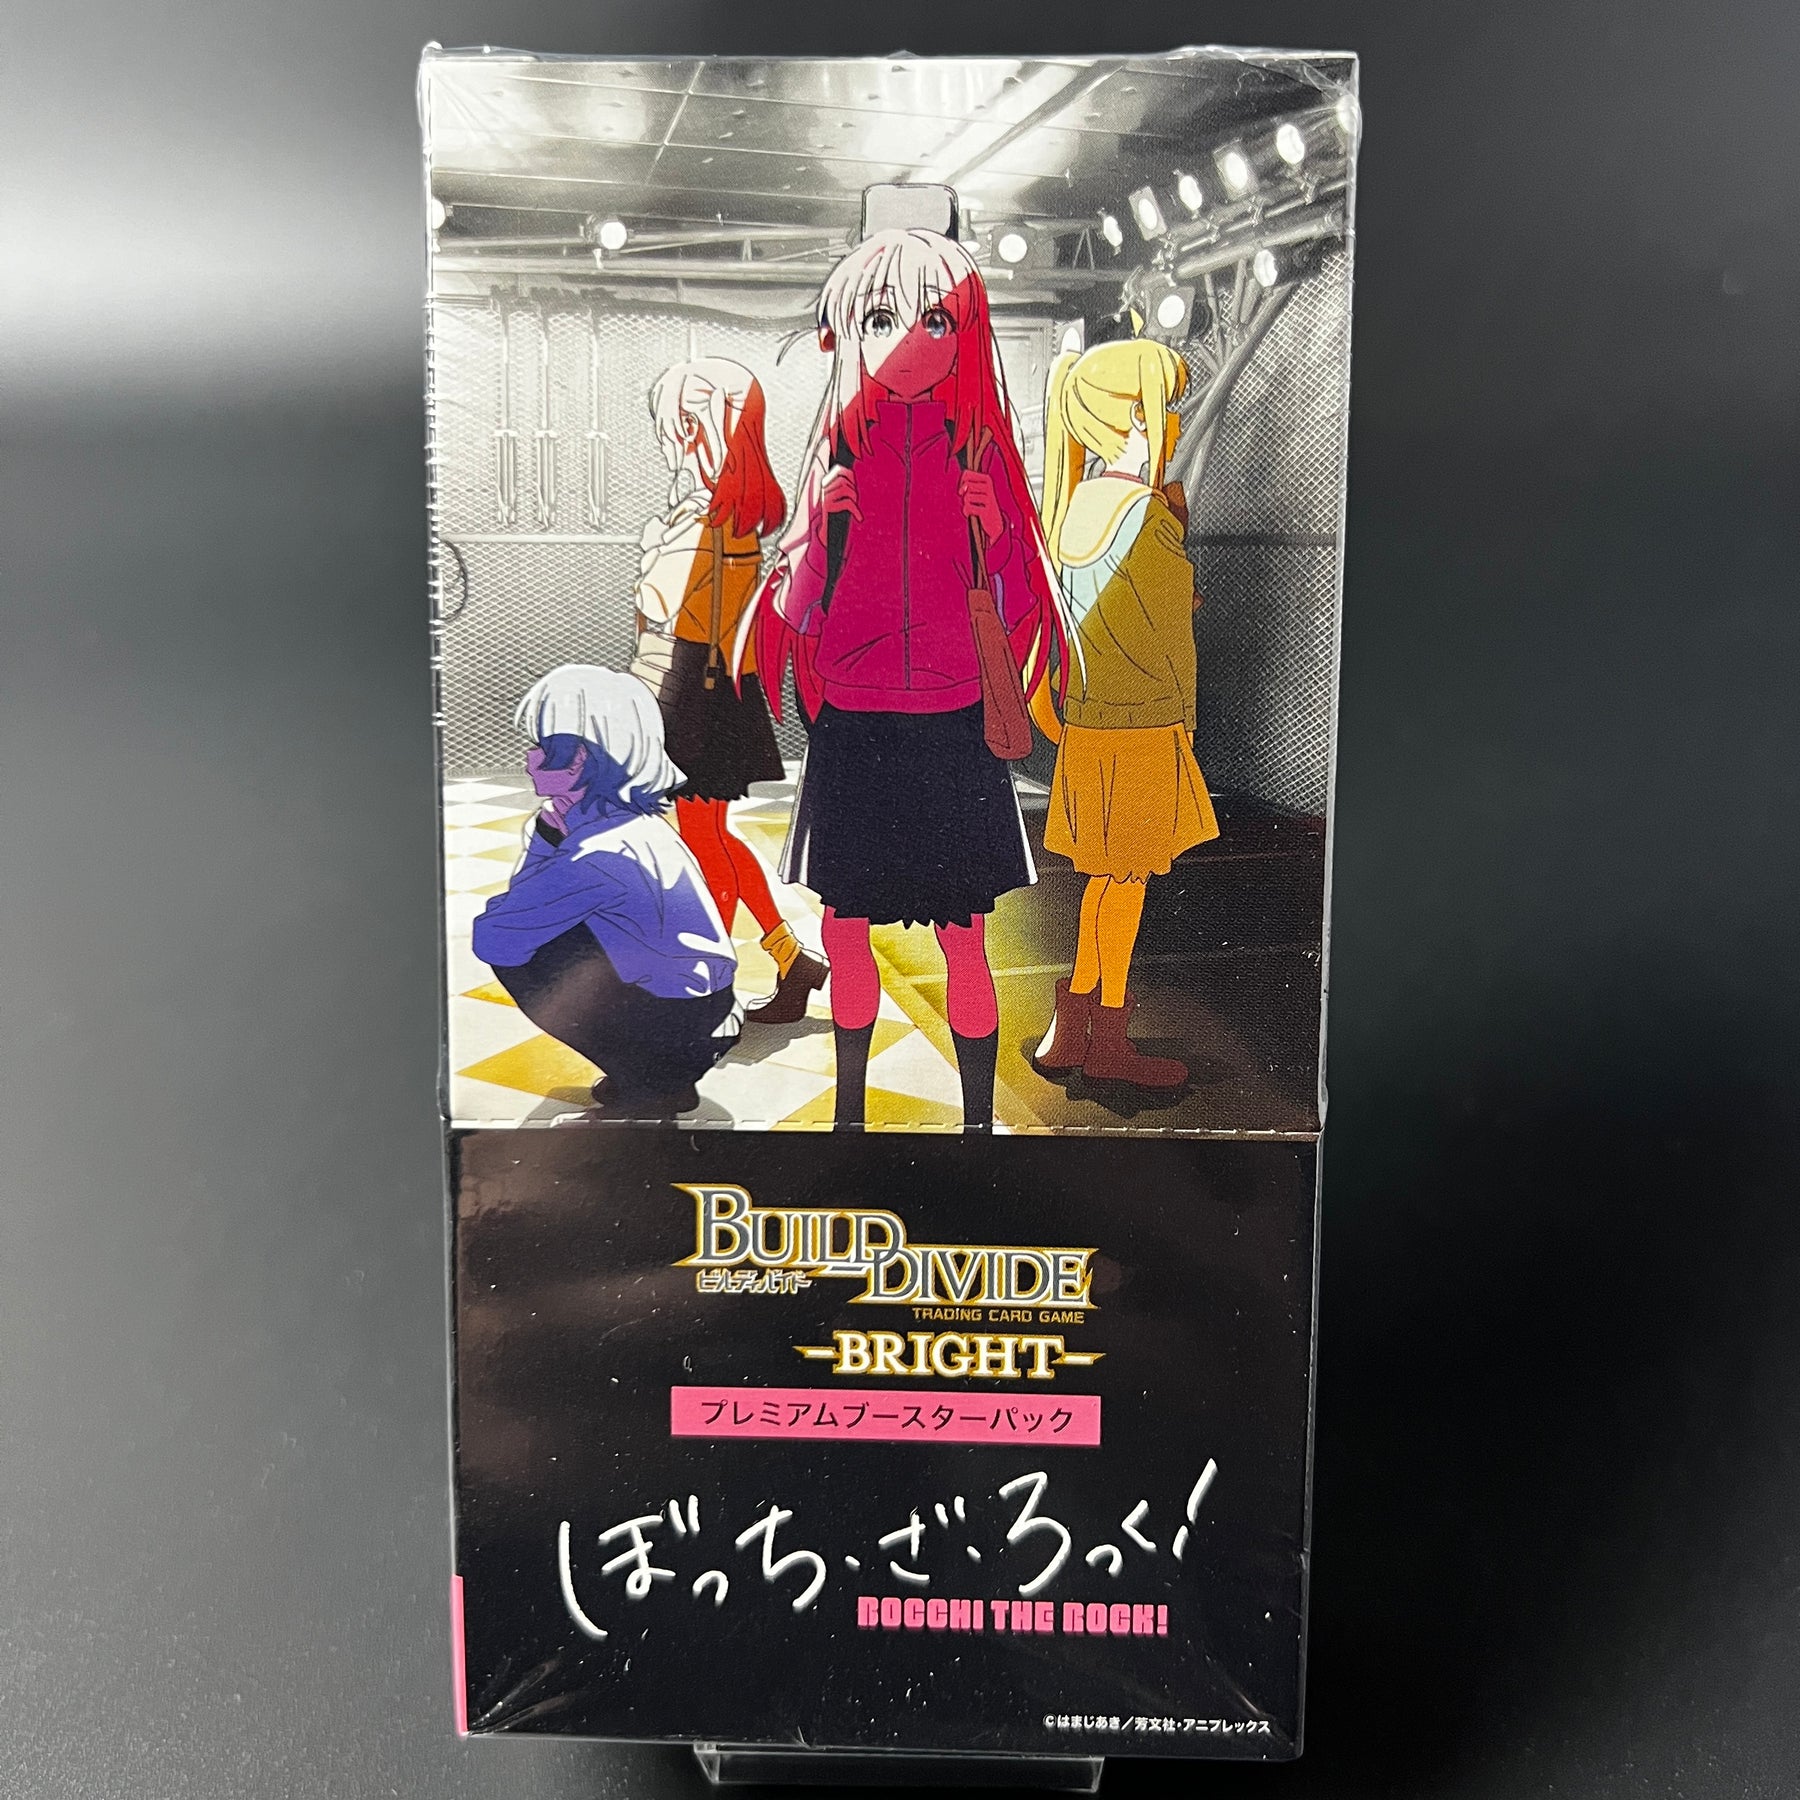 BUILD DIVIDE
ビルディバイド
TRADING CARD GAME
-BRIGHT-
プレミアムブースターパック
ぼっち・ざ・ろっく!
BOCCHI THE ROCK!
©はまじあき/芳文社・アニプレックス